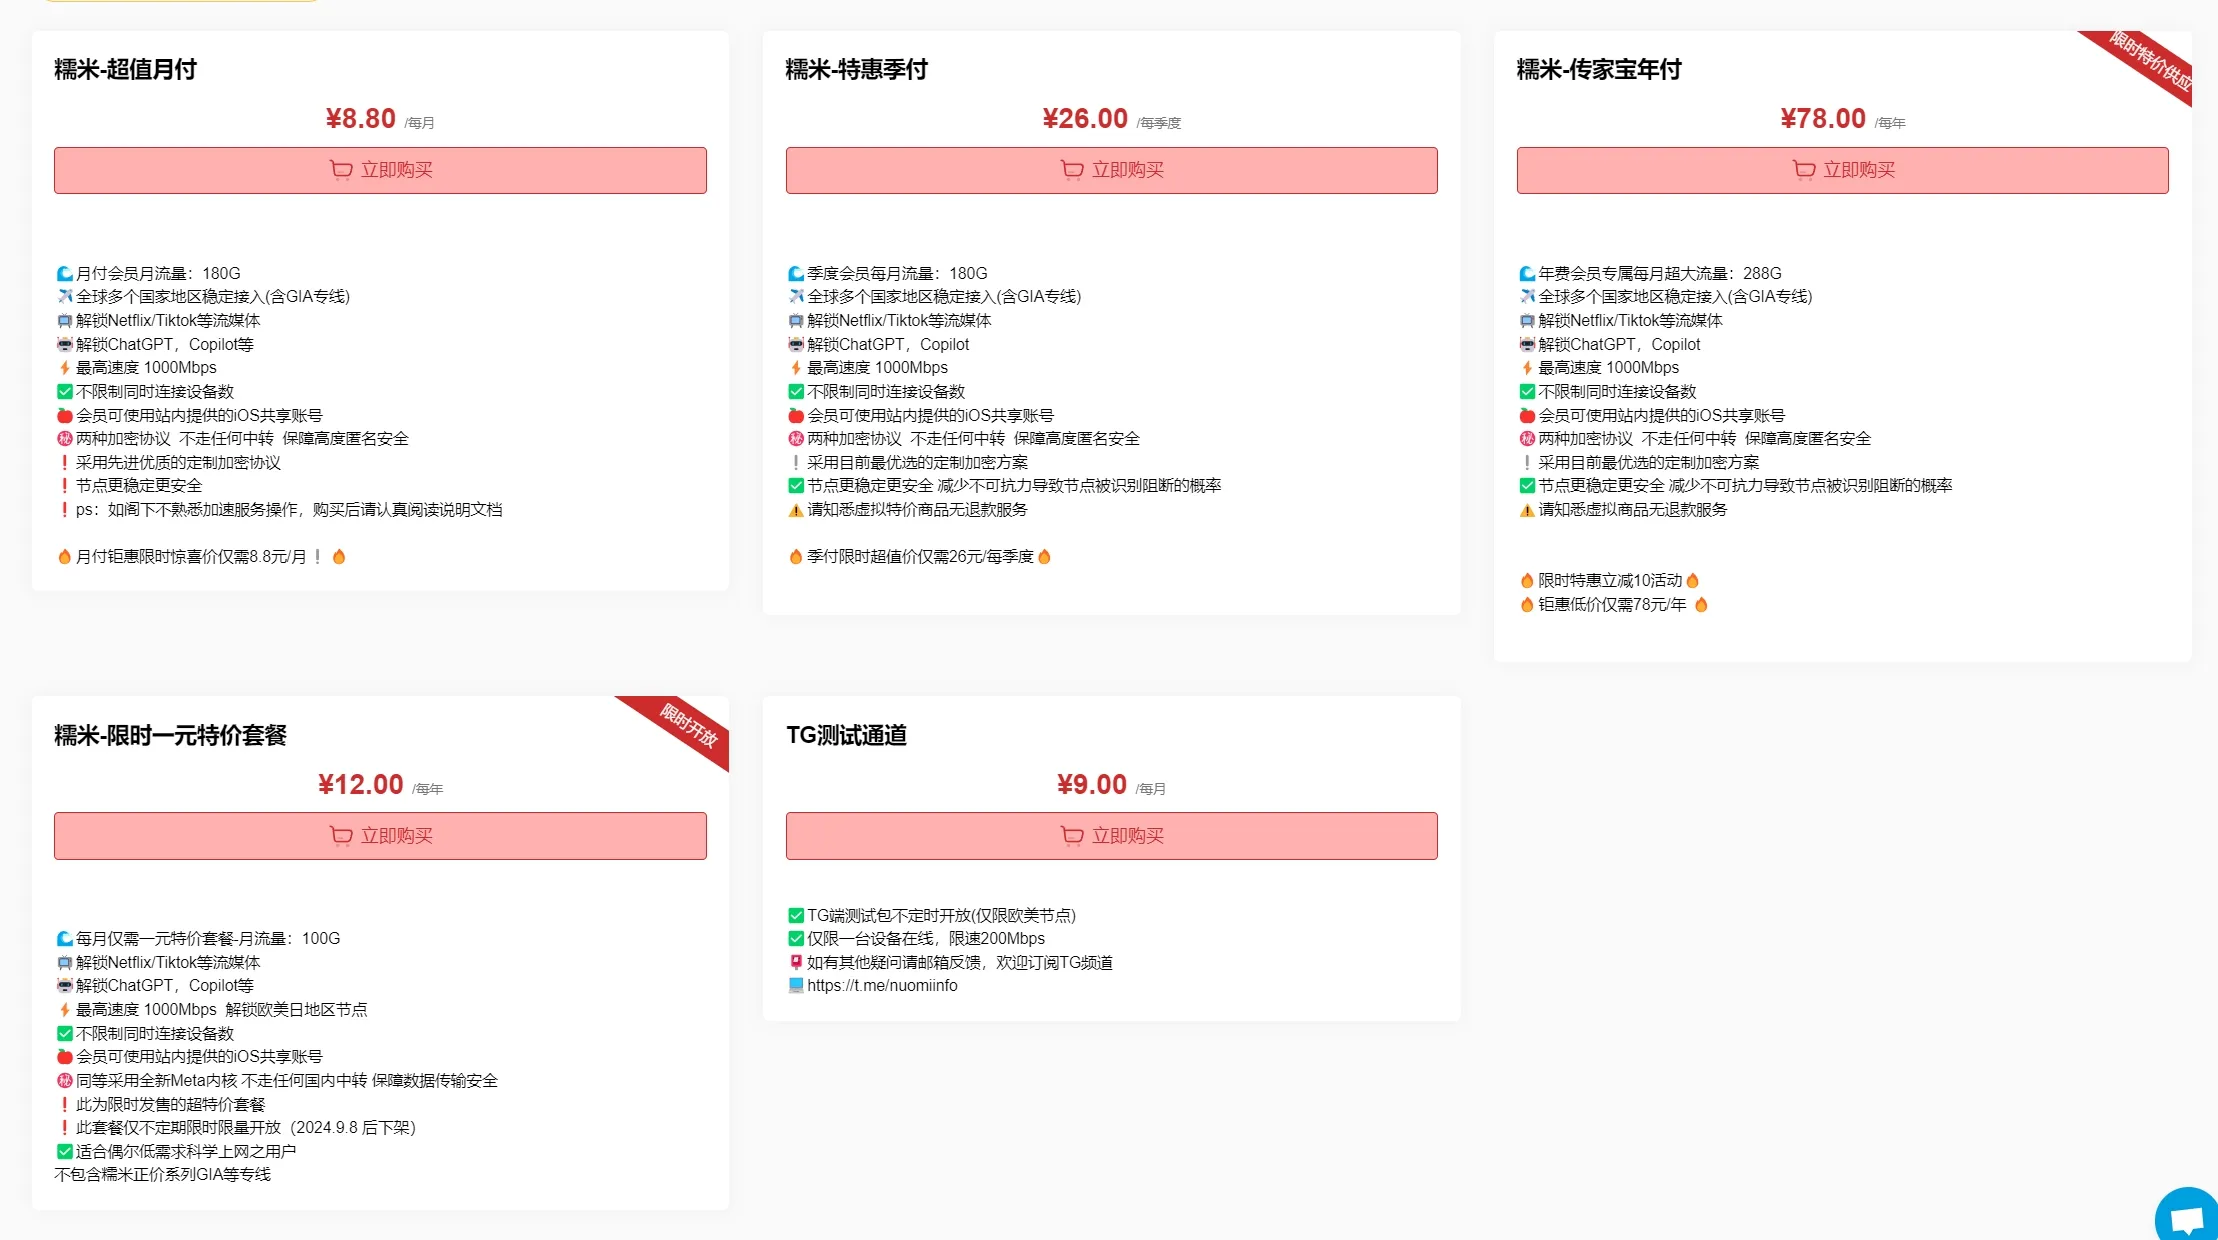 糯米-超值月付
¥8.80 /每月
立即购买
月付会员月流量：180G
全球多个国家地区稳定接入(含GIA专线)
解锁Netflix/Tiktok等流媒体
解锁ChatGPT，Copilot等
最高速度 1000Mbps
不限制同时连接设备数
会员可使用站内提供的iOS共享账号
㊙两种加密协议 不走任何中转 保障高度匿名安全
❗采用先进优质的定制加密协议
❗节点更稳定更安全
❗ps：如阁下不熟悉加速服务操作，购买后请认真阅读说明文档
月付钜惠限时惊喜价仅需8.8元/月❕
糯米-特惠季付
¥26.00 /每季度
立即购买
季度会员每月流量：180G
全球多个国家地区稳定接入(含GIA专线)
解锁Netflix/Tiktok等流媒体
解锁ChatGPT，Copilot
最高速度 1000Mbps
不限制同时连接设备数
会员可使用站内提供的iOS共享账号
㊙两种加密协议 不走任何中转 保障高度匿名安全
❕采用目前最优选的定制加密方案
节点更稳定更安全 减少不可抗力导致节点被识别阻断的概率
请知悉虚拟特价商品无退款服务
季付限时超值价仅需26元/每季度
糯米-传家宝年付
限时特价供应
¥78.00 /每年
立即购买
年费会员专属每月超大流量：288G
全球多个国家地区稳定接入(含GIA专线)
解锁Netflix/Tiktok等流媒体
解锁ChatGPT，Copilot
最高速度 1000Mbps
不限制同时连接设备数
会员可使用站内提供的iOS共享账号
㊙两种加密协议 不走任何中转 保障高度匿名安全
❕采用目前最优选的定制加密方案
节点更稳定更安全 减少不可抗力导致节点被识别阻断的概率
请知悉虚拟商品无退款服务
限时特惠立减10活动
钜惠低价仅需78元/年
糯米-限时一元特价套餐
限时开放
¥12.00 /每年
立即购买
每月仅需一元特价套餐-月流量：100G
解锁Netflix/Tiktok等流媒体
解锁ChatGPT，Copilot等
最高速度 1000Mbps 解锁欧美日地区节点
不限制同时连接设备数
会员可使用站内提供的iOS共享账号
㊙同等采用全新Meta内核 不走任何国内中转 保障数据传输安全
❗此为限时发售的超特价套餐
❗此套餐仅不定期限时限量开放（2024.9.8 后下架）
适合偶尔低需求科学上网之用户
不包含糯米正价系列GIA等专线
TG测试通道
¥9.00 /每月
立即购买
TG端测试包不定时开放(仅限欧美节点)
仅限一台设备在线，限速200Mbps
如有其他疑问请邮箱反馈，欢迎订阅TG频道
https://t.me/nuomiinfo